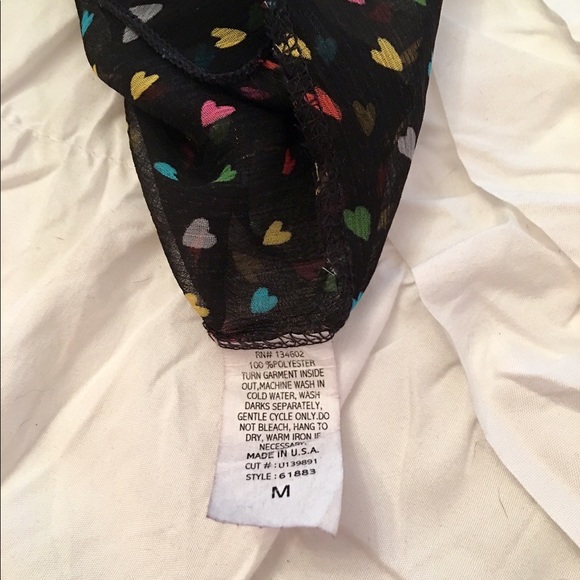 RN# 134602
100 %POLYESTER
TURN GARMENT INSIDE
OUT,MACHINE WASH IN
COLD WATER, WASH
DARKS SEPARATELY,
GENTLE CYCLE ONLY.DO
NOT BLEACH, HANG TO
DRY, WARM IRON IF
NECESSARY
MADE IN U.S.A.
CUT # : U139891
STYLE : 61883
M